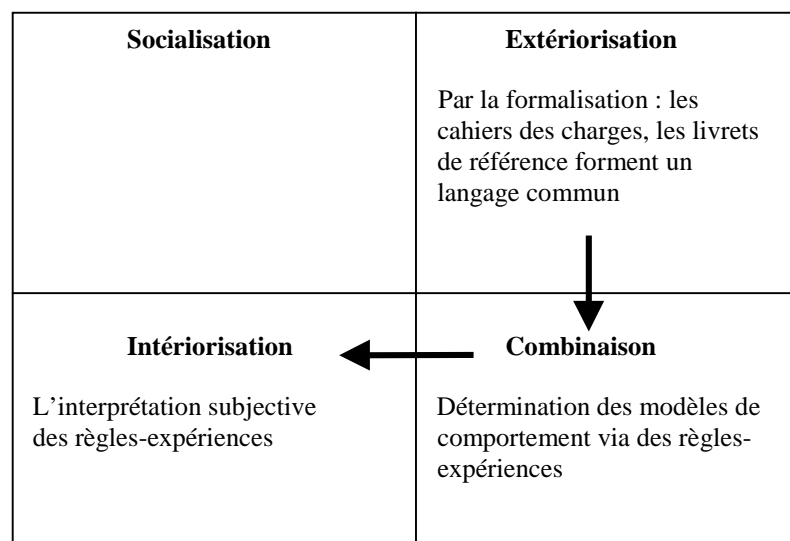 Socialisation
Extériorisation
Par la formalisation : les
cahiers des charges, les livrets
de référence forment un
langage commun
Intériorisation
L’interprétation subjective
des règles-expériences
Combinaison
Détermination des modèles de
comportement via des règles-
expériences